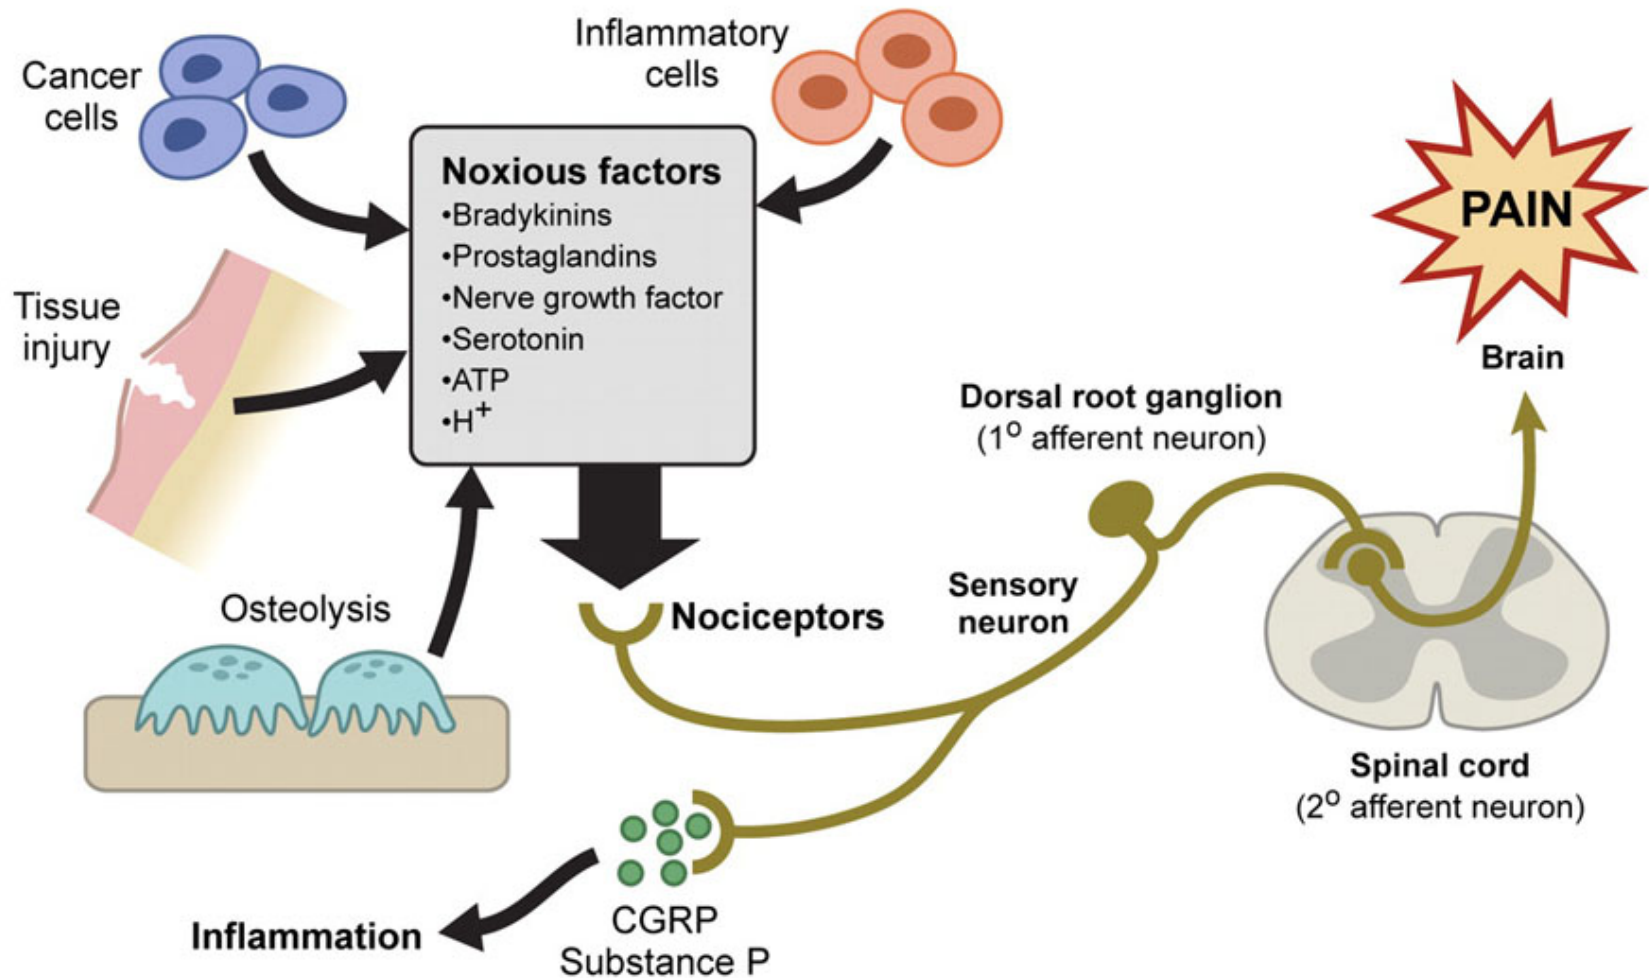 Cancer
cells
Inflammatory
cells
Noxious factors
•Bradykinins
•Prostaglandins
•Nerve growth factor
•Serotonin
•ATP
•H⁺
Tissue
injury
Osteolysis
Nociceptors
Sensory
neuron
Dorsal root ganglion
(1º afferent neuron)
PAIN
Brain
Spinal cord
(2º afferent neuron)
CGRP
Substance P
Inflammation